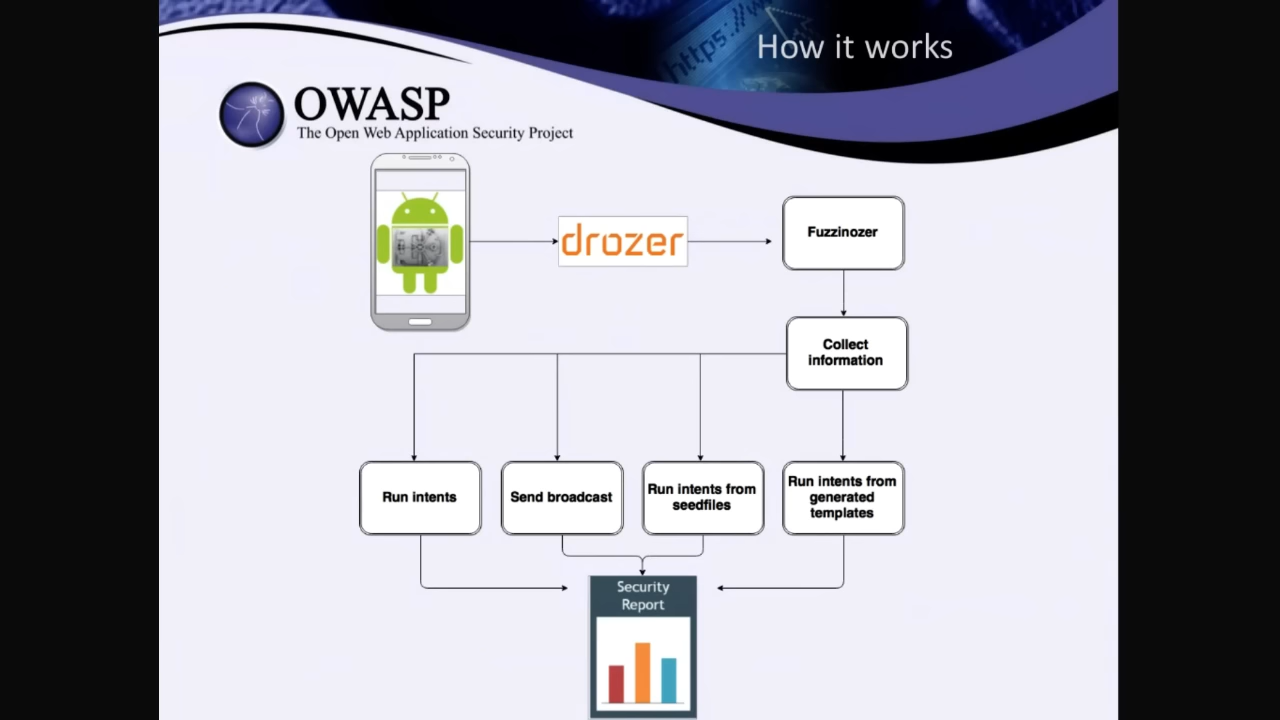 How it works
OWASP
The Open Web Application Security Project
drozer
Fuzzinozer
Collect
information
Run intents
Send broadcast
Run intents from
seedfiles
Run intents from
generated
templates
Security
Report